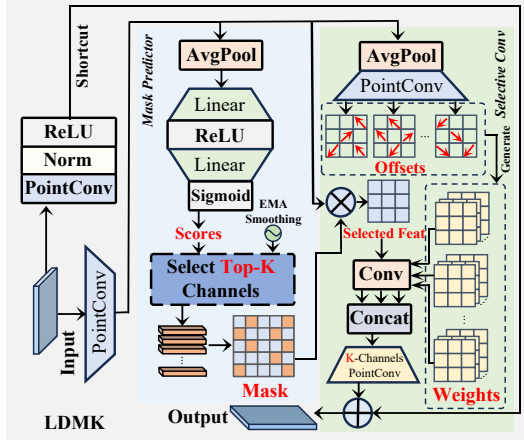 Shortcut
ReLU
Norm
PointConv
Input
PointConv
LDMK
Mask Predictor
AvgPool
Linear
ReLU
Linear
Sigmoid
Scores
EMA
Smoothing
Select Top-K
Channels
...
Mask
Output
Selective Conv
AvgPool
PointConv
...
Offsets
Generate
Selected Feat
Conv
Concat
K-Channels
PointConv
...
Weights